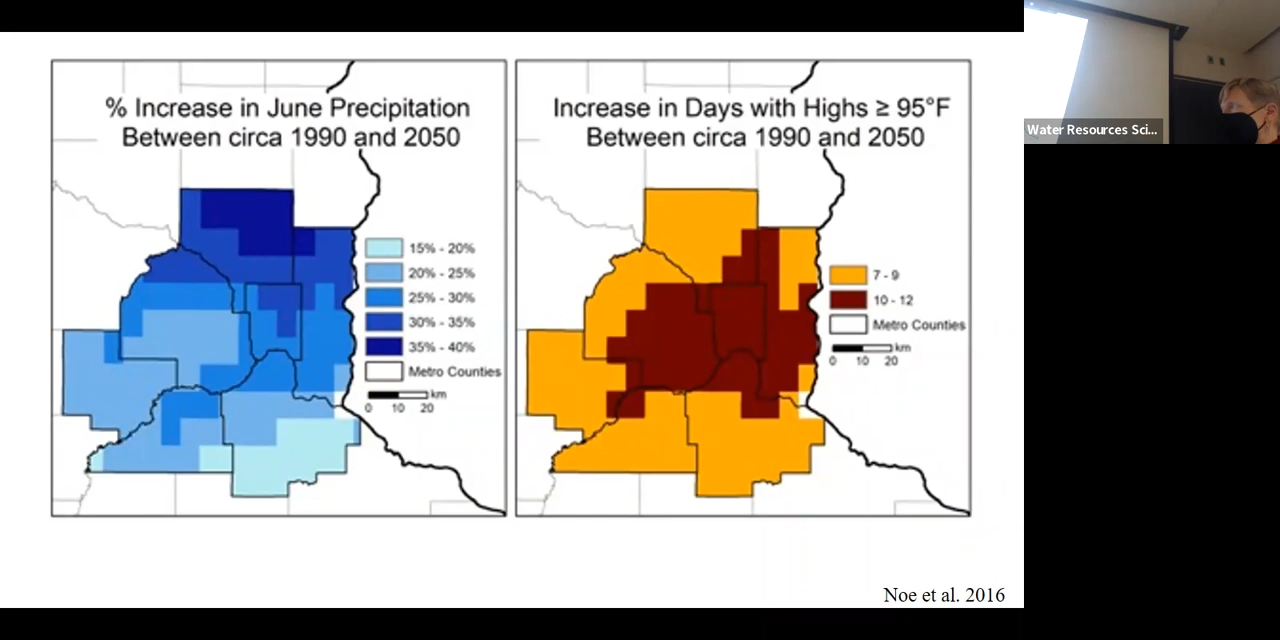 % Increase in June Precipitation
Between circa 1990 and 2050
15% - 20%
20% - 25%
25% - 30%
30% - 35%
35% - 40%
Metro Counties
km
0 10 20
Increase in Days with Highs ≥ 95°F
Between circa 1990 and 2050
7 - 9
10 - 12
Metro Counties
km
0 10 20
Noe et al. 2016
Water Resources Sci...